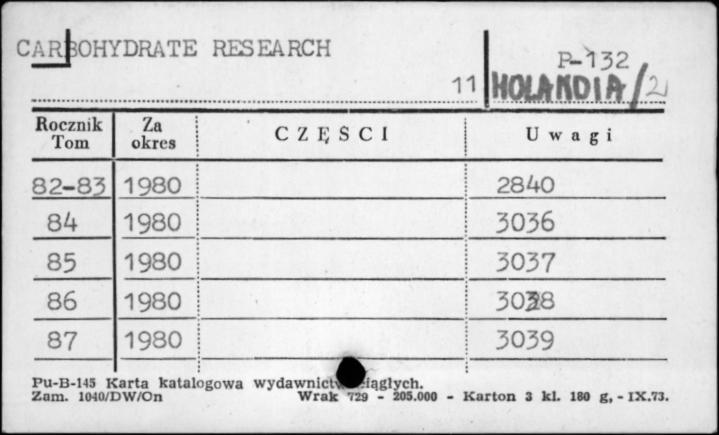 CARBOHYDRATE RESEARCH
P-132
11 HOLANDIA/2
Rocznik Tom Za okres CZĘŚCI Uwagi
82-83 1980 2840
84 1980 3036
85 1980 3037
86 1980 3038
87 1980 3039
Pu-B-145 Karta katalogowa wydawnictw ciągłych.
Zam. 1040/DW/On Wrak 729 - 205.000 - Karton 3 kl. 180 g, - IX.73.